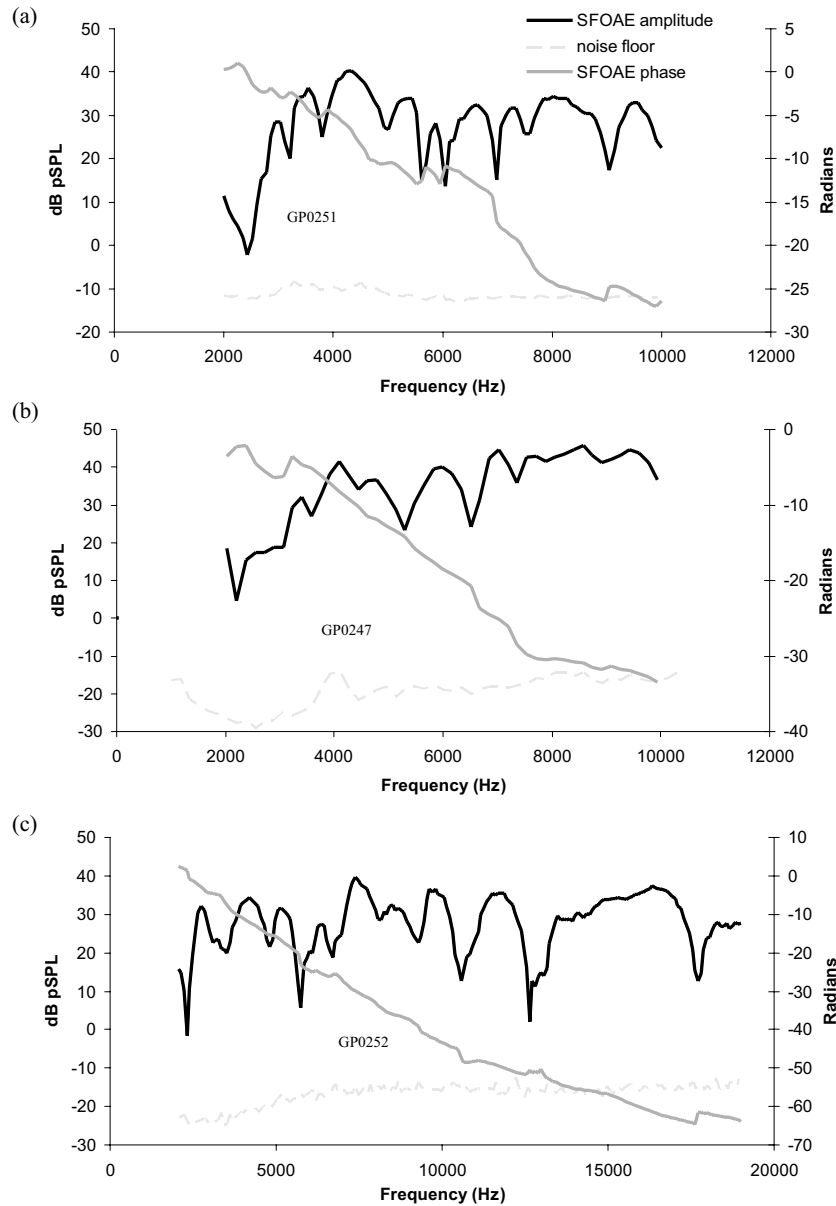 (a)
SFOAE amplitude
noise floor
SFOAE phase
50
40
30
20
10
0
-10
-20
dB pSPL
5
0
-5
-10
-15
-20
-25
-30
Radians
GP0251
0 2000 4000 6000 8000 10000 12000
Frequency (Hz)
(b)
50
40
30
20
10
0
-10
-20
-30
dB pSPL
0
-10
-20
-30
-40
Radians
GP0247
0 2000 4000 6000 8000 10000 12000
Frequency (Hz)
(c)
50
40
30
20
10
0
-10
-20
-30
dB pSPL
10
0
-10
-20
-30
-40
-50
-60
-70
Radians
GP0252
0 5000 10000 15000 20000
Frequency (Hz)